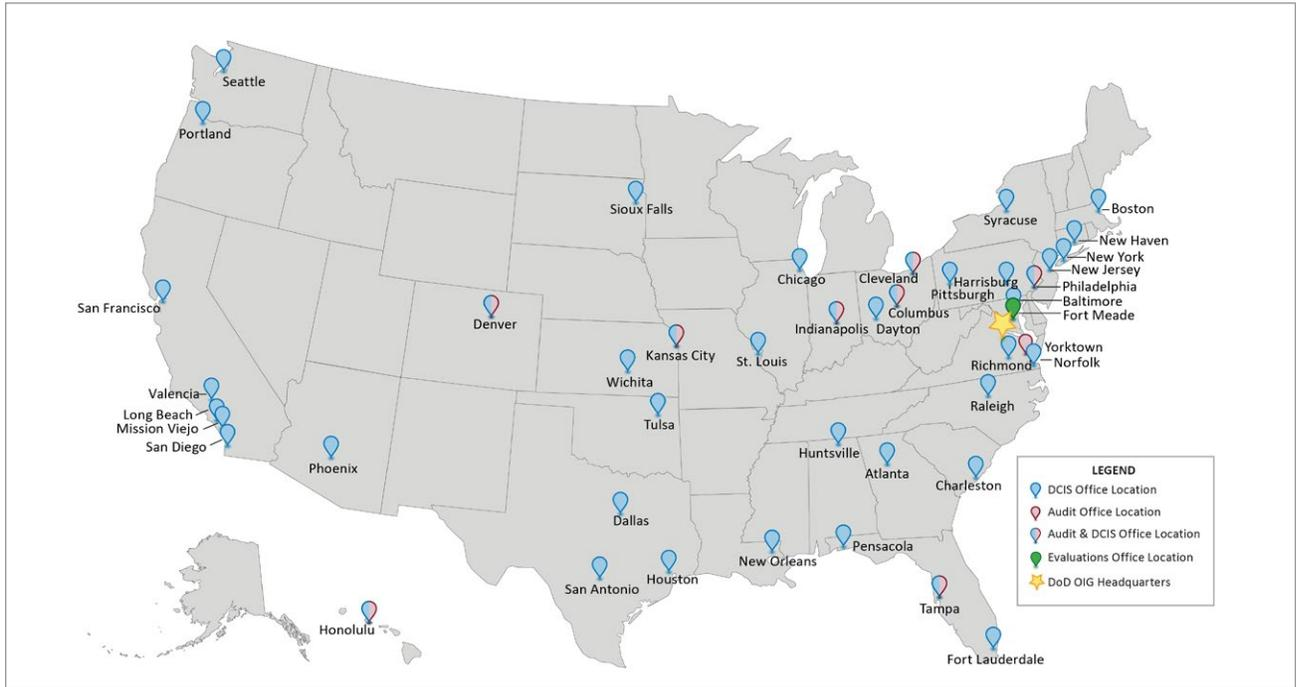 Seattle
Portland
Sioux Falls
Syracuse
Boston
New Haven
New York
New Jersey
Philadelphia
Baltimore
Fort Meade
Chicago
Cleveland
Harrisburg
Pittsburgh
San Francisco
Denver
Kansas City
St. Louis
Indianapolis
Dayton
Columbus
Richmond
Yorktown
Norfolk
Wichita
Tulsa
Raleigh
Valencia
Long Beach
Mission Viejo
San Diego
Phoenix
Huntsville
Atlanta
Charleston
Dallas
San Antonio
Houston
New Orleans
Pensacola
Tampa
Fort Lauderdale
Honolulu
LEGEND
DCIS Office Location
Audit Office Location
Audit & DCIS Office Location
Evaluations Office Location
DoD OIG Headquarters